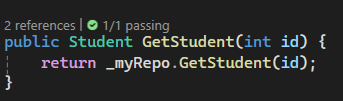 2 references | 1/1 passing
public Student GetStudent(int id) {
    return _myRepo.GetStudent(id);
}